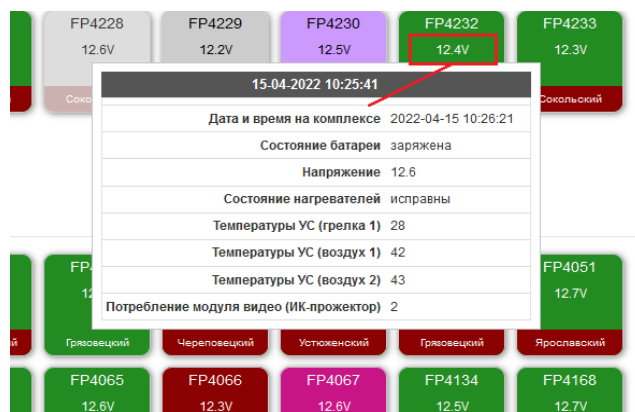 FP4228 FP4229 FP4230 FP4232 FP4233
12.6V 12.2V 12.5V 12.4V 12.3V
15-04-2022 10:25:41
Сокольский
Дата и время на комплексе 2022-04-15 10:26:21
Состояние батареи заряжена
Напряжение 12.6
Состояние нагревателей исправны
Температуры УС (грелка 1) 28
Температуры УС (воздух 1) 42
Температуры УС (воздух 2) 43
Потребление модуля видео (ИК-прожектор) 2
FP4051
12.7V
Грязовецкий Череповецкий Устюженский Грязовецкий Ярославский
FP4065 FP4066 FP4067 FP4134 FP4168
12.6V 12.3V 12.6V 12.5V 12.7V